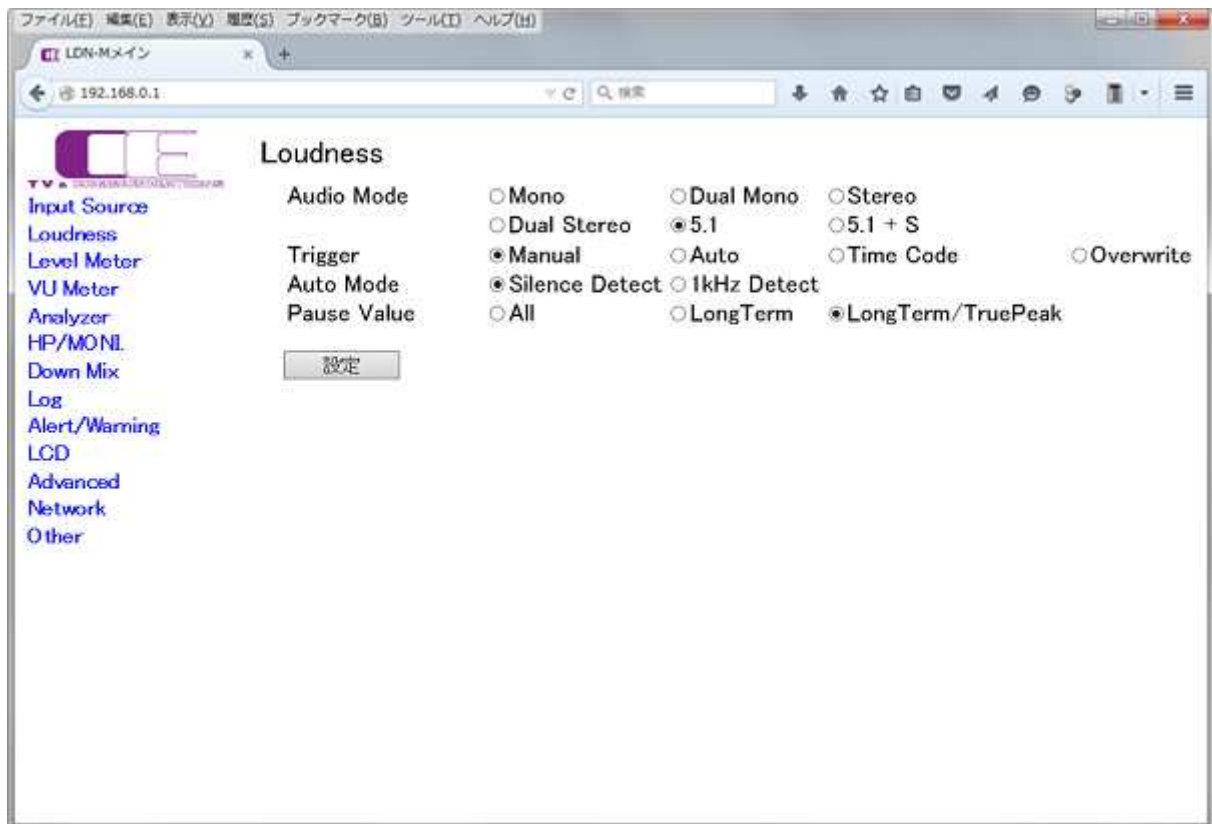 ファイル(F) 編集(E) 表示(V) 履歴(S) ブックマーク(B) ツール(T) ヘルプ(H)
LDN-Mメイン
192.168.0.1
検索
TV
Loudness
Audio Mode Mono Dual Mono Stereo
Dual Stereo 5.1 5.1 + S
Trigger Manual Auto Time Code Overwrite
Auto Mode Silence Detect 1kHz Detect
Pause Value All LongTerm LongTerm/TruePeak
設定
Input Source
Loudness
Level Meter
VU Meter
Analyzer
HP/MONI.
Down Mix
Log
Alert/Warning
LCD
Advanced
Network
Other